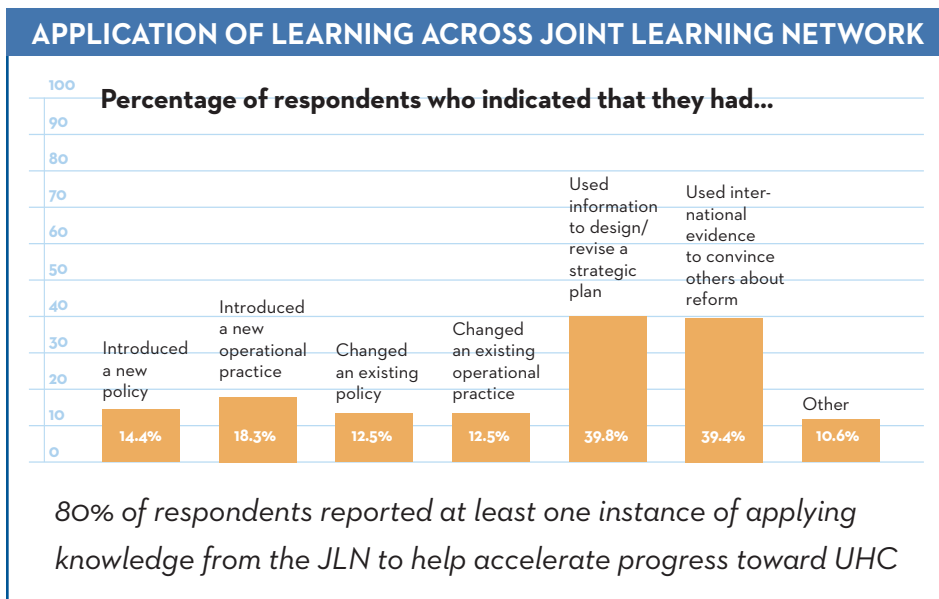 APPLICATION OF LEARNING ACROSS JOINT LEARNING NETWORK
Percentage of respondents who indicated that they had...
100
90
80
70
60
50
40
30
20
10
0
Introduced
a new
policy
14.4%
Introduced
a new
operational
practice
18.3%
Changed
an existing
policy
12.5%
Changed
an existing
operational
practice
12.5%
Used
information
to design/
revise a
strategic
plan
39.8%
Used inter-
national
evidence
to convince
others about
reform
39.4%
Other
10.6%
80% of respondents reported at least one instance of applying
knowledge from the JLN to help accelerate progress toward UHC